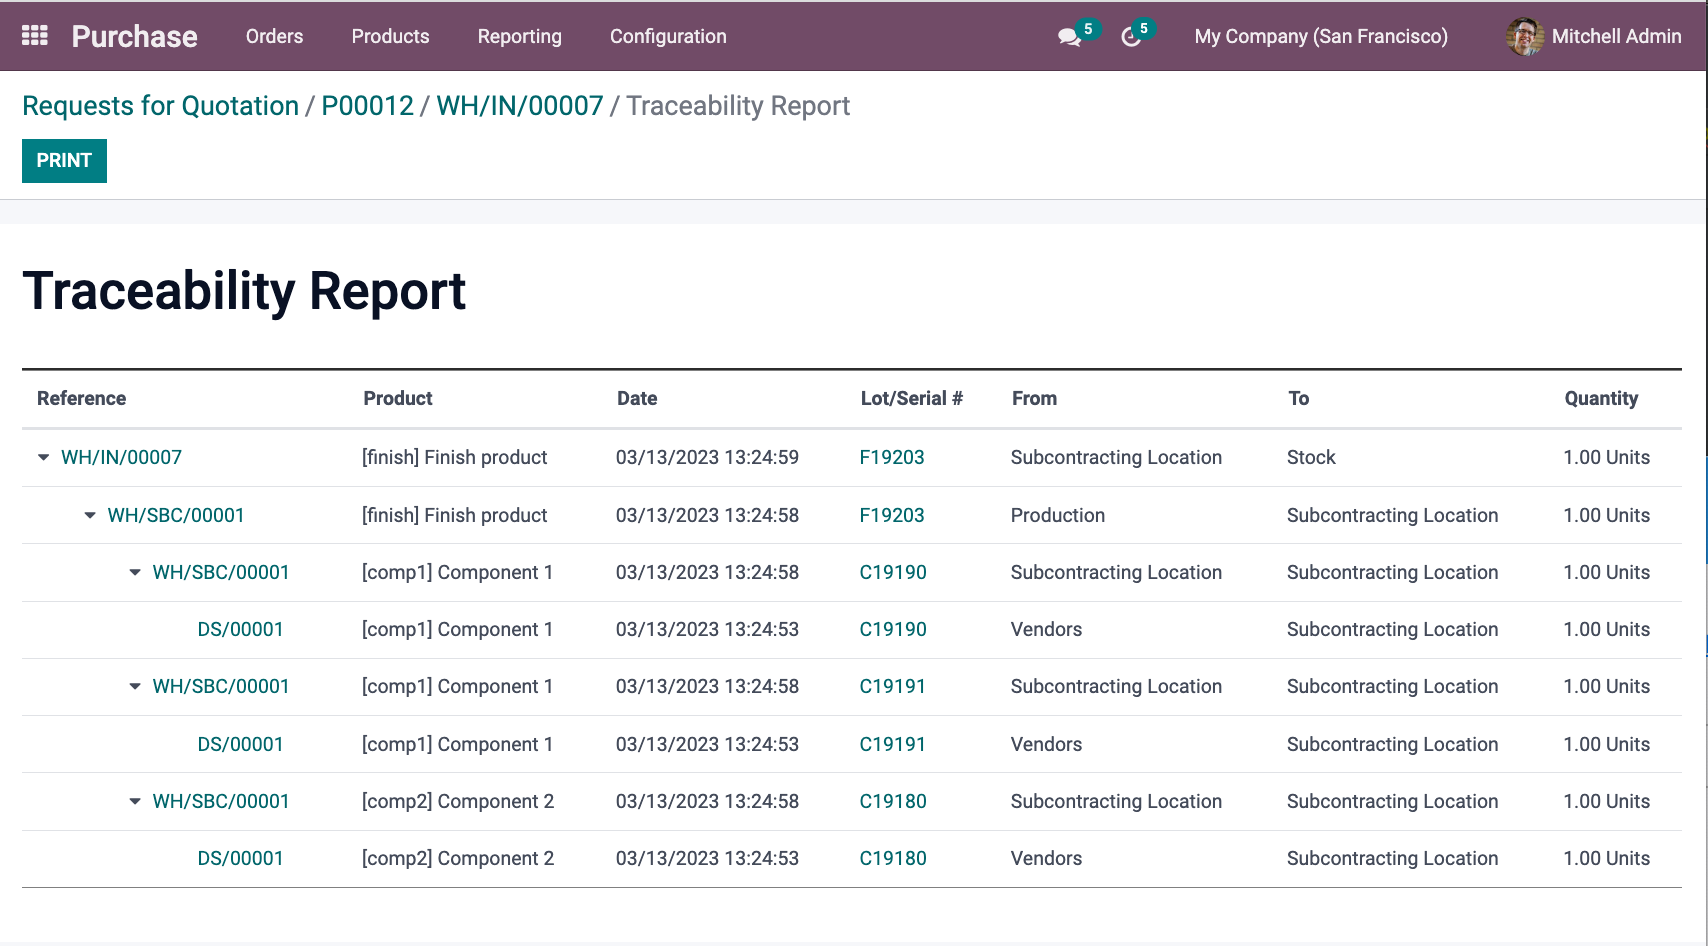 Purchase Orders Products Reporting Configuration 5 5 My Company (San Francisco) Mitchell Admin
Requests for Quotation / P00012 / WH/IN/00007 / Traceability Report
PRINT
Traceability Report
Reference Product Date Lot/Serial # From To Quantity
WH/IN/00007 [finish] Finish product 03/13/2023 13:24:59 F19203 Subcontracting Location Stock 1.00 Units
WH/SBC/00001 [finish] Finish product 03/13/2023 13:24:58 F19203 Production Subcontracting Location 1.00 Units
WH/SBC/00001 [comp1] Component 1 03/13/2023 13:24:58 C19190 Subcontracting Location Subcontracting Location 1.00 Units
DS/00001 [comp1] Component 1 03/13/2023 13:24:53 C19190 Vendors Subcontracting Location 1.00 Units
WH/SBC/00001 [comp1] Component 1 03/13/2023 13:24:58 C19191 Subcontracting Location Subcontracting Location 1.00 Units
DS/00001 [comp1] Component 1 03/13/2023 13:24:53 C19191 Vendors Subcontracting Location 1.00 Units
WH/SBC/00001 [comp2] Component 2 03/13/2023 13:24:58 C19180 Subcontracting Location Subcontracting Location 1.00 Units
DS/00001 [comp2] Component 2 03/13/2023 13:24:53 C19180 Vendors Subcontracting Location 1.00 Units